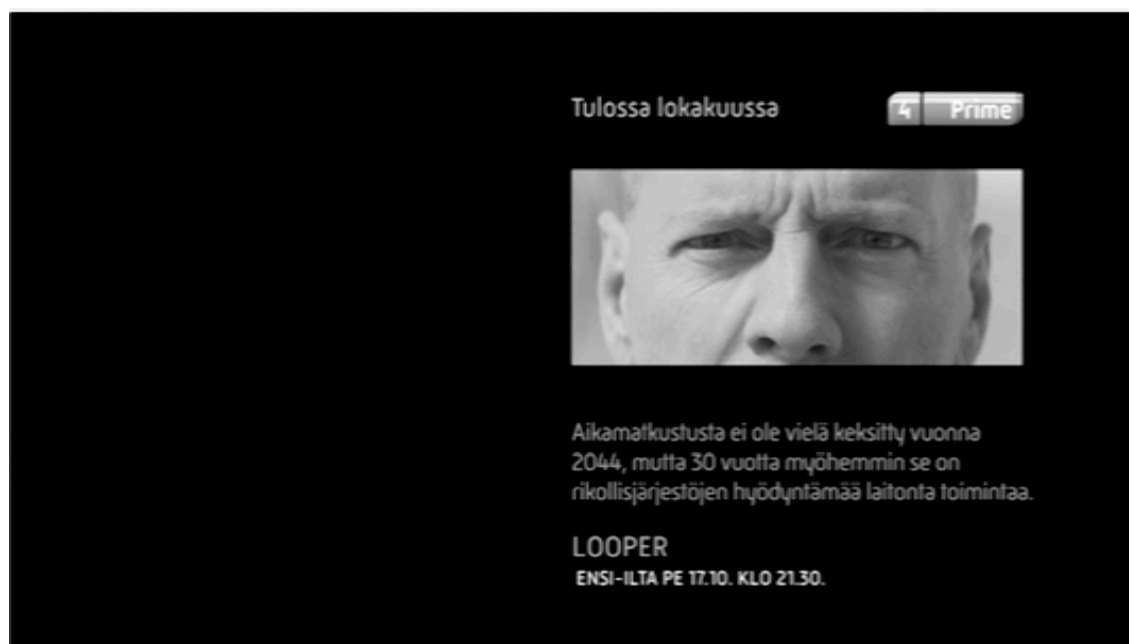 Tulossa lokakuussa
4 Prime
Aikamatkustusta ei ole vielä keksitty vuonna
2044, mutta 30 vuotta myöhemmin se on
rikollisjärjestöjen hyödyntämää laitonta toimintaa.
LOOPER
ENSI-ILTA PE 17.10. KLO 21.30.